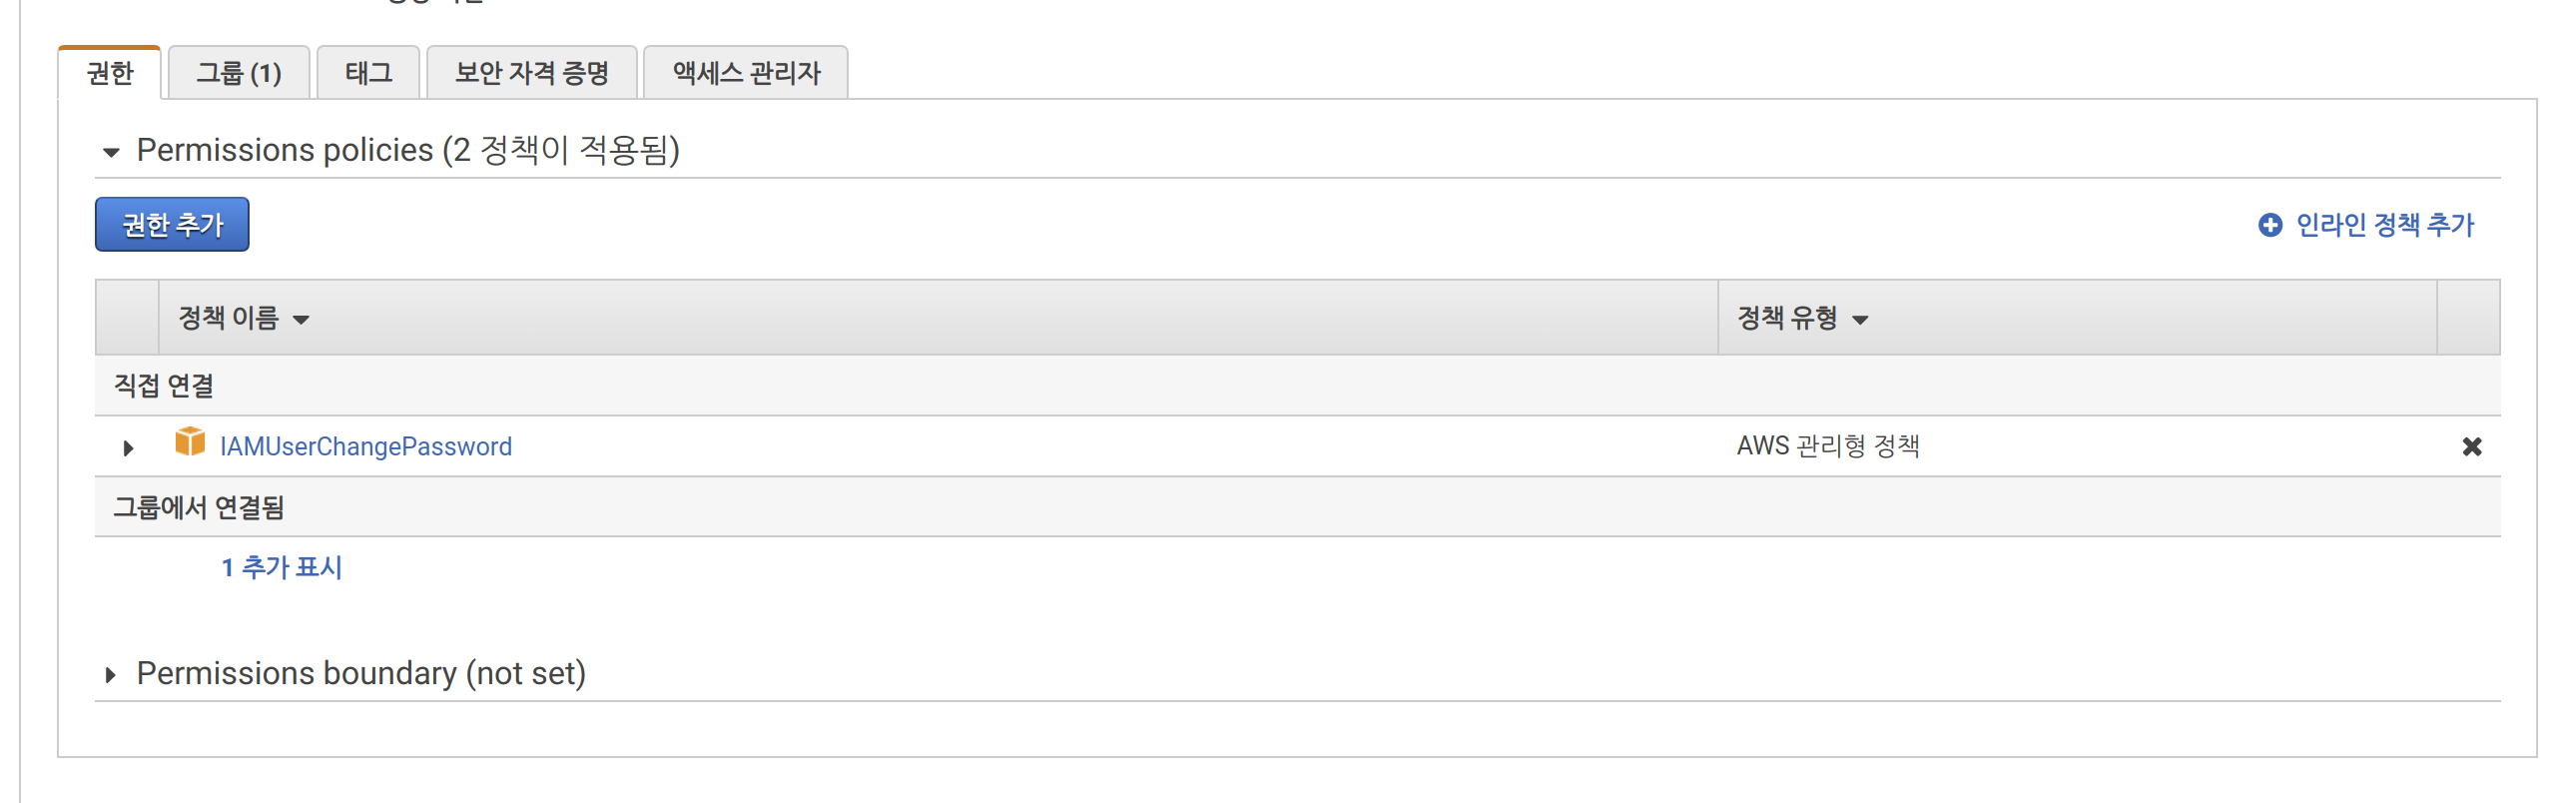 권한 그룹 (1) 태그 보안 자격 증명 액세스 관리자
Permissions policies (2 정책이 적용됨)
권한 추가 인라인 정책 추가
정책 이름 정책 유형
직접 연결
IAMUserChangePassword AWS 관리형 정책
그룹에서 연결됨
1 추가 표시
Permissions boundary (not set)